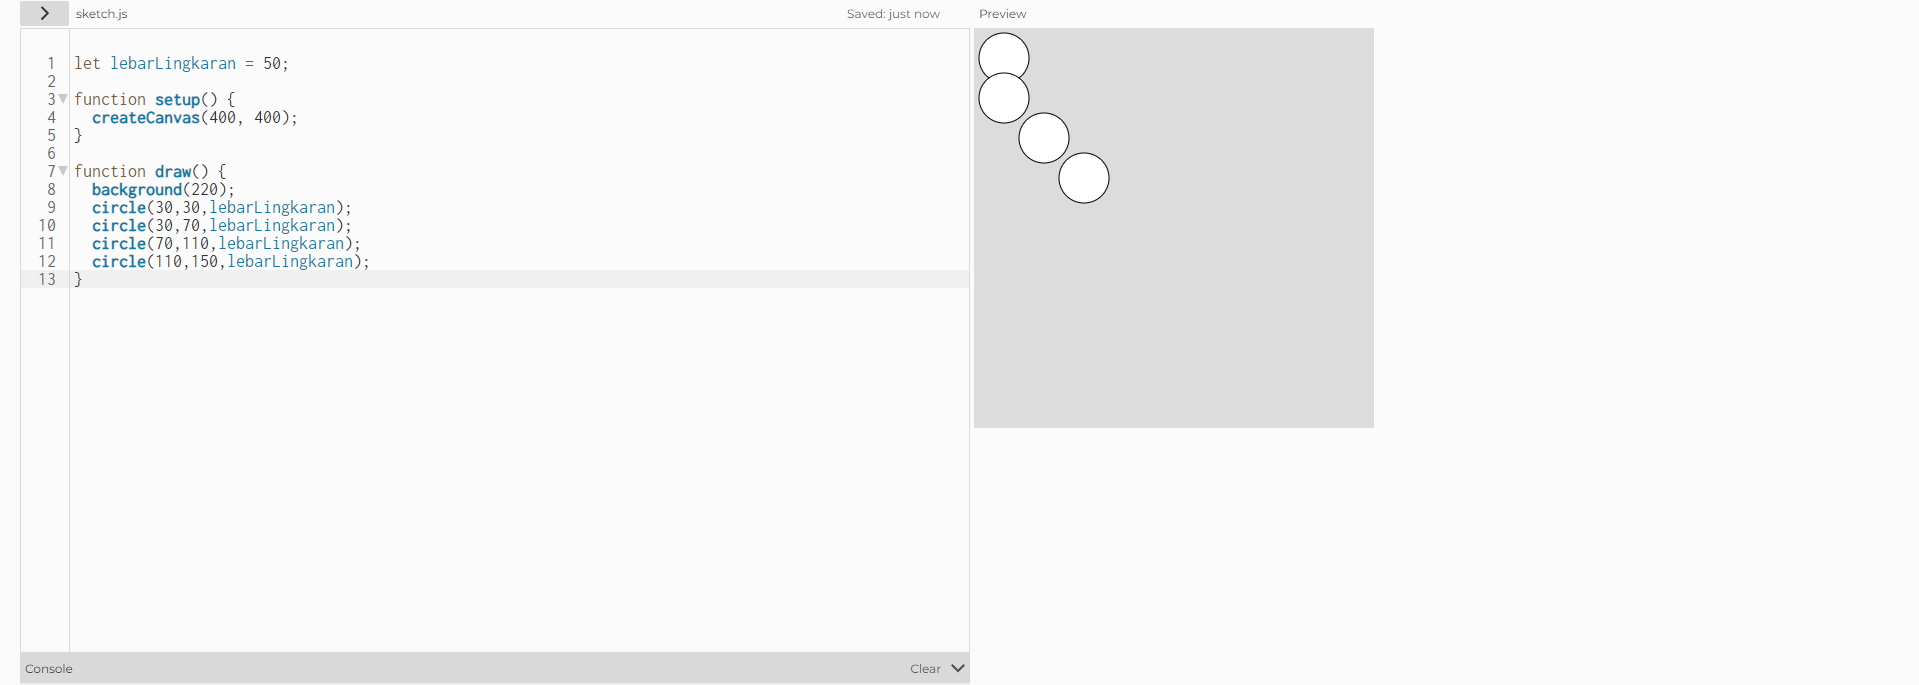 sketch.js Saved: just now Preview
1 let lebarLingkaran = 50;
2
3 function setup() {
4 createCanvas(400, 400);
5 }
6
7 function draw() {
8 background(220);
9 circle(30,30,lebarLingkaran);
10 circle(30,70,lebarLingkaran);
11 circle(70,110,lebarLingkaran);
12 circle(110,150,lebarLingkaran);
13 }
Console Clear